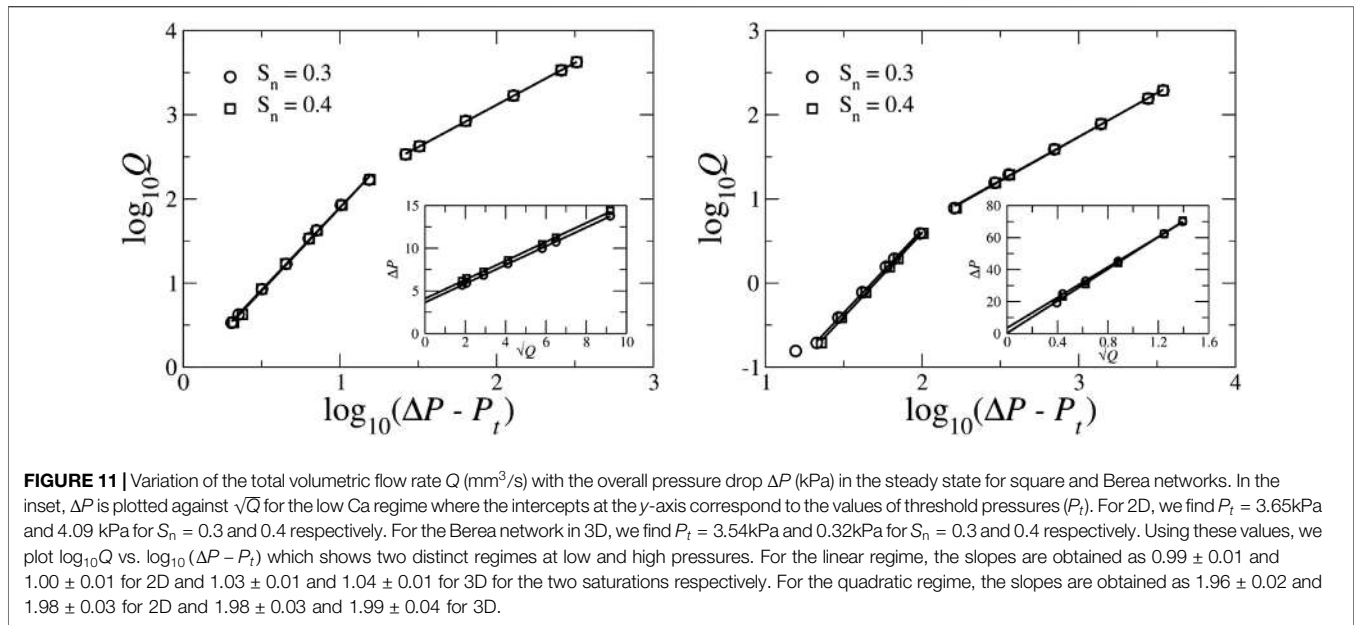 4
3
2
1
0
log₁₀Q
S_n = 0.3
S_n = 0.4
15
10
5
0
ΔP
0 2 4 6 8 10
√Q
0 1 2 3
log₁₀(ΔP - P_t)
3
2
1
0
-1
log₁₀Q
S_n = 0.3
S_n = 0.4
80
60
40
20
0
ΔP
0 0.4 0.8 1.2 1.6
√Q
1 2 3 4
log₁₀(ΔP - P_t)
FIGURE 11 | Variation of the total volumetric flow rate Q (mm³/s) with the overall pressure drop ΔP (kPa) in the steady state for square and Berea networks. In the
inset, ΔP is plotted against √Q for the low Ca regime where the intercepts at the y-axis correspond to the values of threshold pressures (P_t). For 2D, we find P_t = 3.65kPa
and 4.09 kPa for S_n = 0.3 and 0.4 respectively. For the Berea network in 3D, we find P_t = 3.54kPa and 0.32kPa for S_n = 0.3 and 0.4 respectively. Using these values, we
plot log₁₀Q vs. log₁₀(ΔP – P_t) which shows two distinct regimes at low and high pressures. For the linear regime, the slopes are obtained as 0.99 ± 0.01 and
1.00 ± 0.01 for 2D and 1.03 ± 0.01 and 1.04 ± 0.01 for 3D for the two saturations respectively. For the quadratic regime, the slopes are obtained as 1.96 ± 0.02 and
1.98 ± 0.03 for 2D and 1.98 ± 0.03 and 1.99 ± 0.04 for 3D.